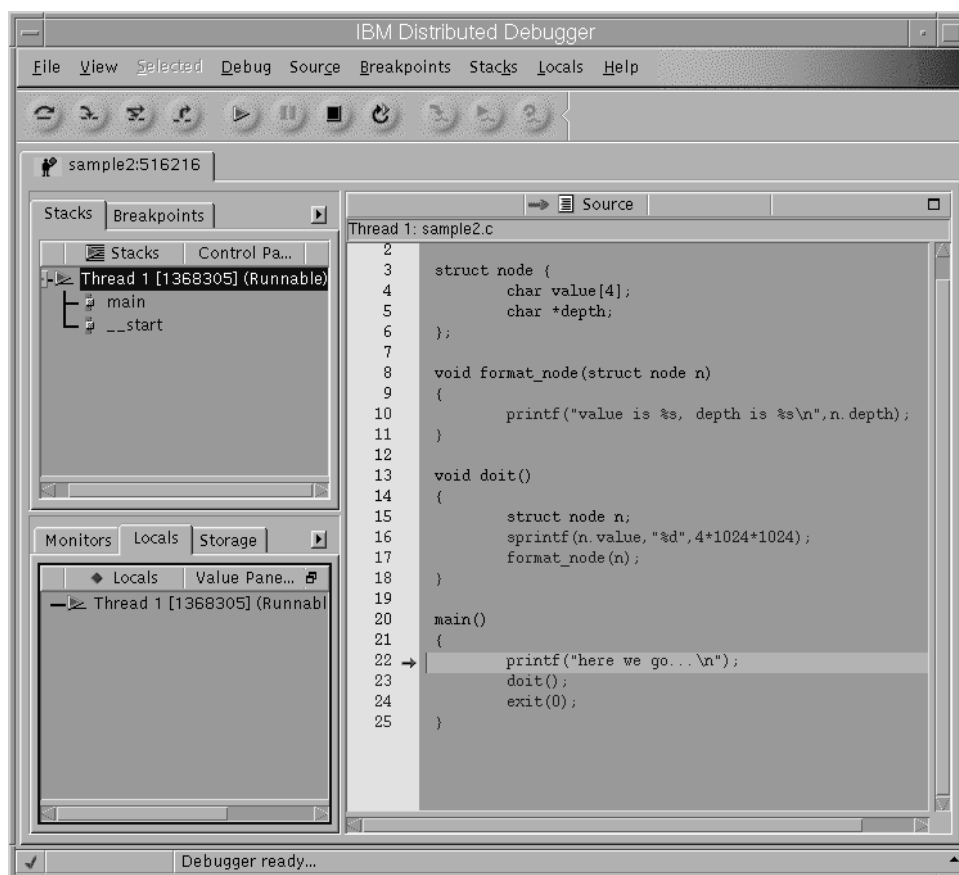 IBM Distributed Debugger
File View Selected Debug Source Breakpoints Stacks Locals Help
sample2:516216
Stacks Breakpoints
Stacks Control Pa...
Thread 1 [1368305] (Runnable)
main
__start
Monitors Locals Storage
Locals Value Pane...
Thread 1 [1368305] (Runnabl
Source
Thread 1: sample2.c
2
3 struct node {
4 char value[4];
5 char *depth;
6 };
7
8 void format_node(struct node n)
9 {
10 printf("value is %s, depth is %s\n",n.depth);
11 }
12
13 void doit()
14 {
15 struct node n;
16 sprintf(n.value,"%d",4*1024*1024);
17 format_node(n);
18 }
19
20 main()
21 {
22 printf("here we go...\n");
23 doit();
24 exit(0);
25 }
Debugger ready...